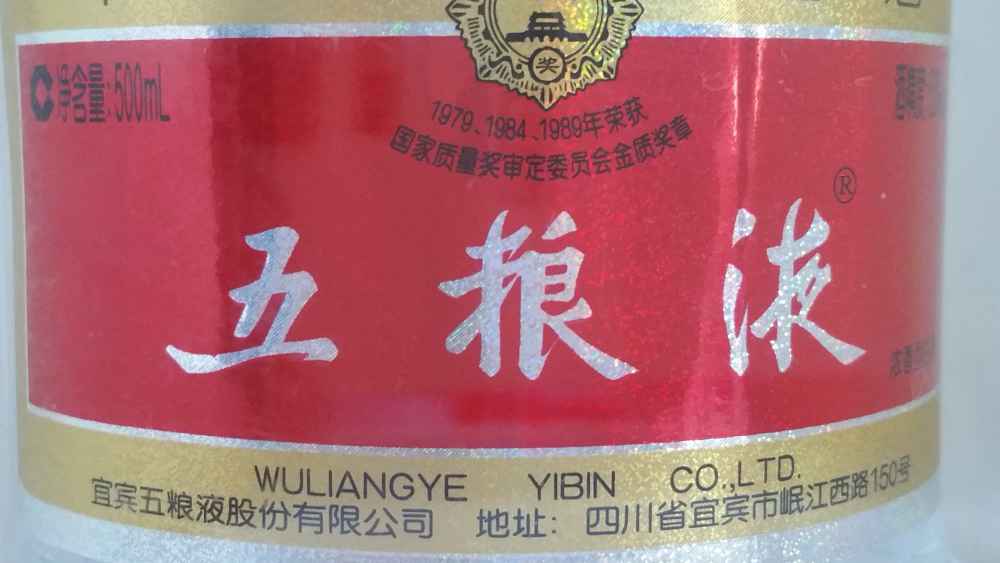 奖
净含量:500mL
1979、1984、1989年荣获
国家质量奖审定委员会金质奖章
五粮液®
WULIANGYE YIBIN CO.,LTD.
宜宾五粮液股份有限公司 地址: 四川省宜宾市岷江西路150号